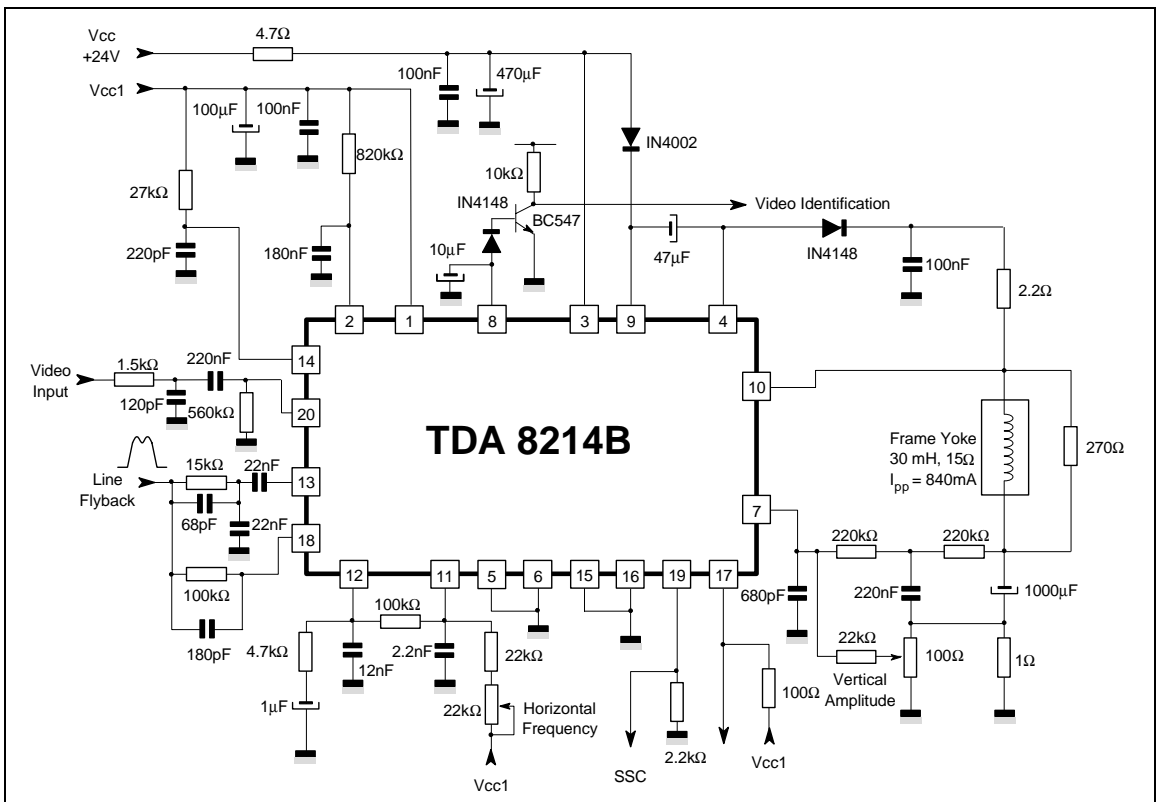 Vcc
+24V
4.7Ω
Vcc1
100µF
100nF
100nF
470µF
820kΩ
IN4002
27kΩ
10kΩ
IN4148
BC547
Video Identification
220pF
180nF
10µF
47µF
IN4148
100nF
2.2Ω
2
1
8
3
9
4
14
Video
Input
1.5kΩ
220nF
120pF
560kΩ
20
10
TDA 8214B
Frame Yoke
30 mH, 15Ω
Ipp = 840mA
270Ω
Line
Flyback
15kΩ
22nF
13
68pF
22nF
18
7
100kΩ
180pF
12
11
5
6
15
16
19
17
220kΩ
220kΩ
680pF
220nF
1000µF
100kΩ
4.7kΩ
12nF
2.2nF
22kΩ
22kΩ
100Ω
1Ω
Vertical
Amplitude
1µF
22kΩ
Horizontal
Frequency
100Ω
2.2kΩ
Vcc1
SSC
Vcc1